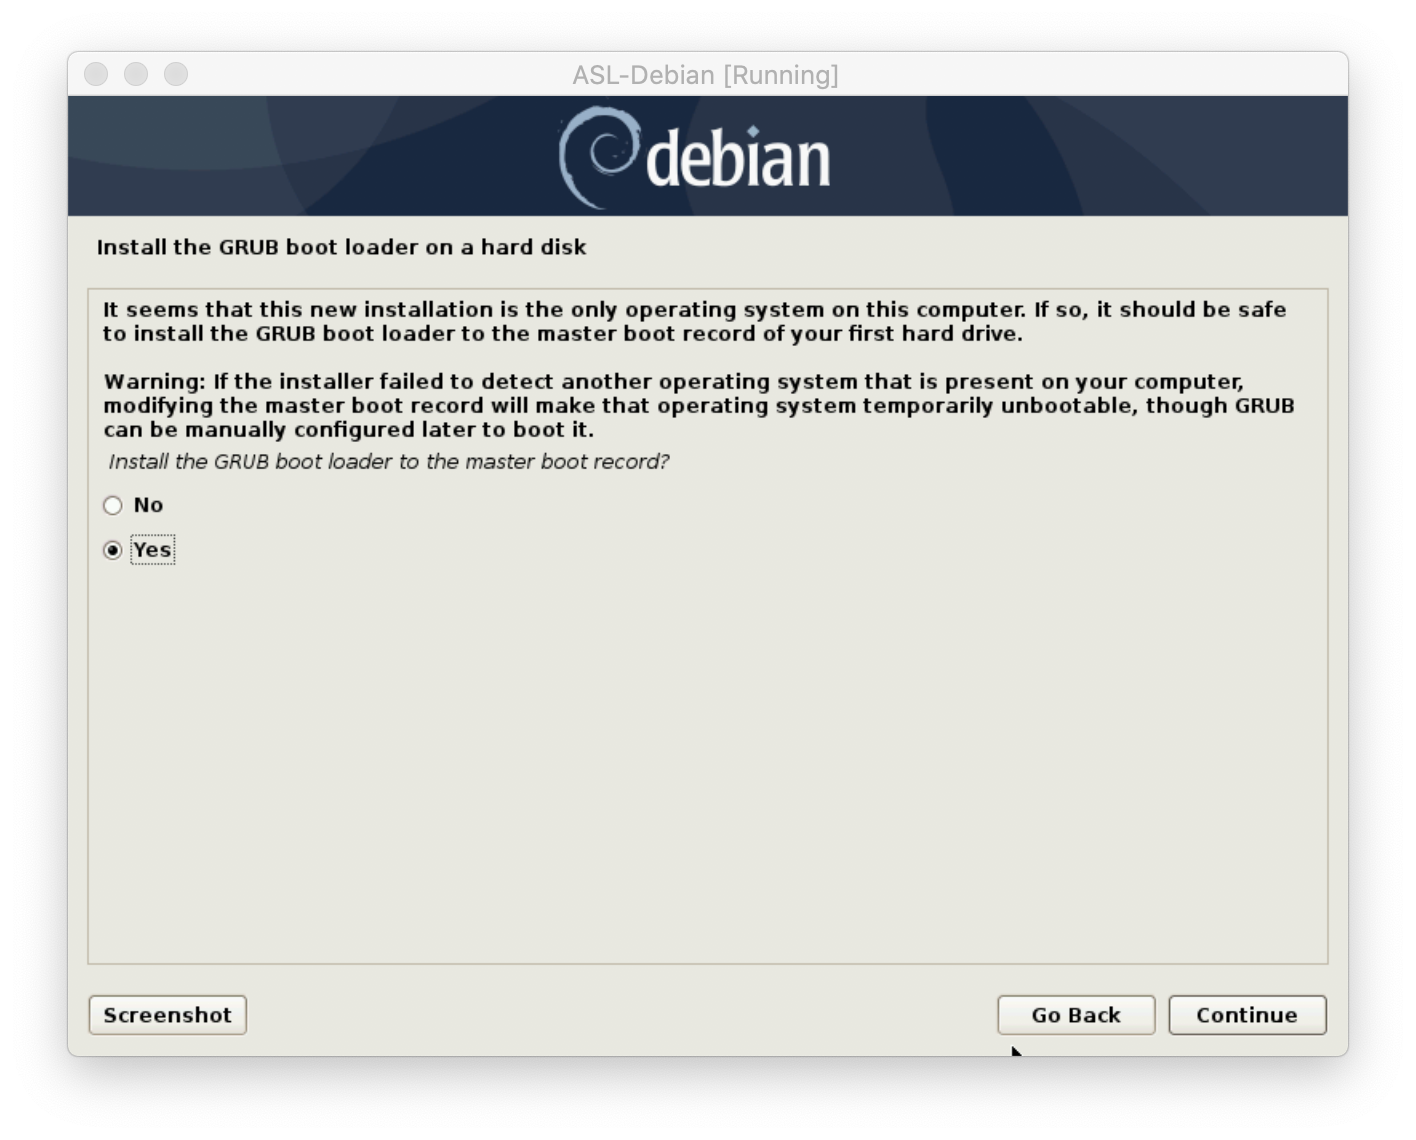 ASL-Debian [Running]
debian
Install the GRUB boot loader on a hard disk
It seems that this new installation is the only operating system on this computer. If so, it should be safe
to install the GRUB boot loader to the master boot record of your first hard drive.
Warning: If the installer failed to detect another operating system that is present on your computer,
modifying the master boot record will make that operating system temporarily unbootable, though GRUB
can be manually configured later to boot it.
Install the GRUB boot loader to the master boot record?
No
Yes
Screenshot
Go Back
Continue